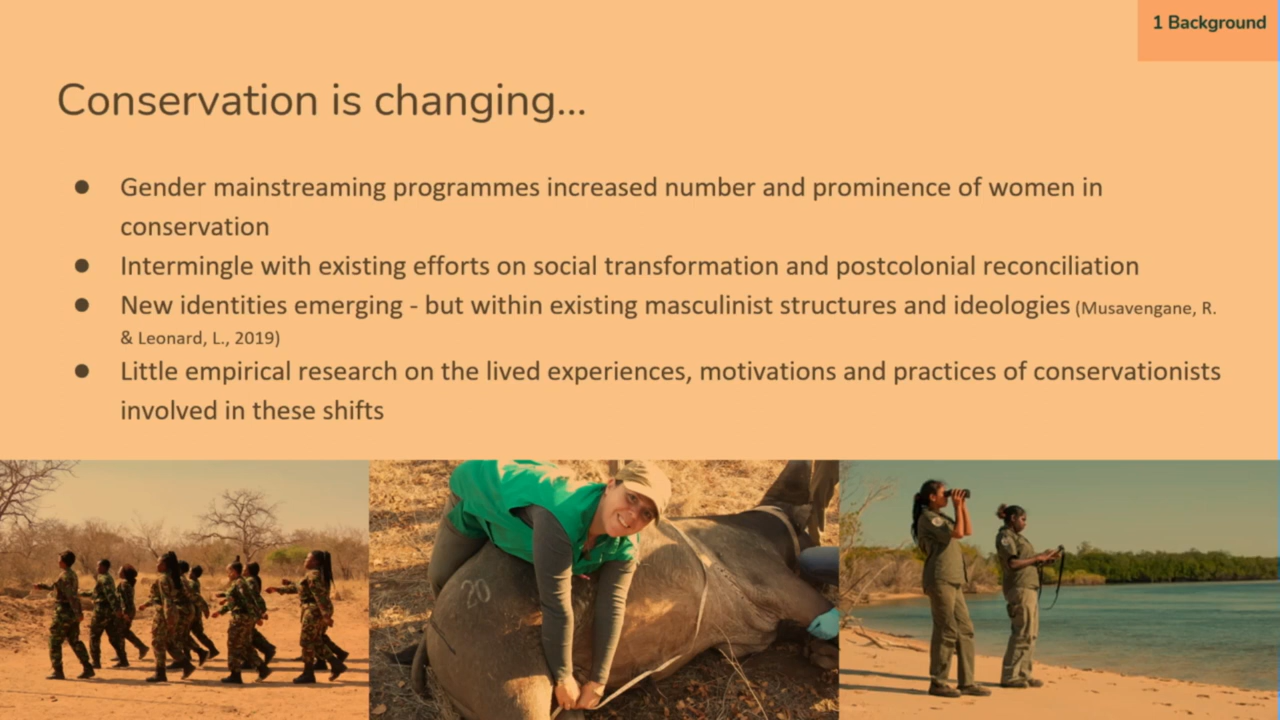 1 Background
Conservation is changing...
● Gender mainstreaming programmes increased number and prominence of women in
conservation
● Intermingle with existing efforts on social transformation and postcolonial reconciliation
● New identities emerging - but within existing masculinist structures and ideologies (Musavengane, R.
& Leonard, L., 2019)
● Little empirical research on the lived experiences, motivations and practices of conservationists
involved in these shifts
20